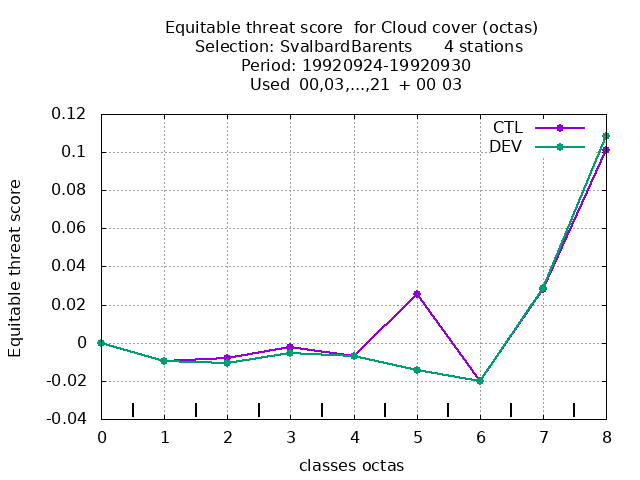 Equitable threat score  for Cloud cover (octas)
Selection: SvalbardBarents      4 stations
Period: 19920924-19920930
Used  00,03,...,21  + 00 03
0.12
0.1
0.08
0.06
0.04
0.02
0
-0.02
-0.04
Equitable threat score
CTL
DEV
0 1 2 3 4 5 6 7 8
classes octas